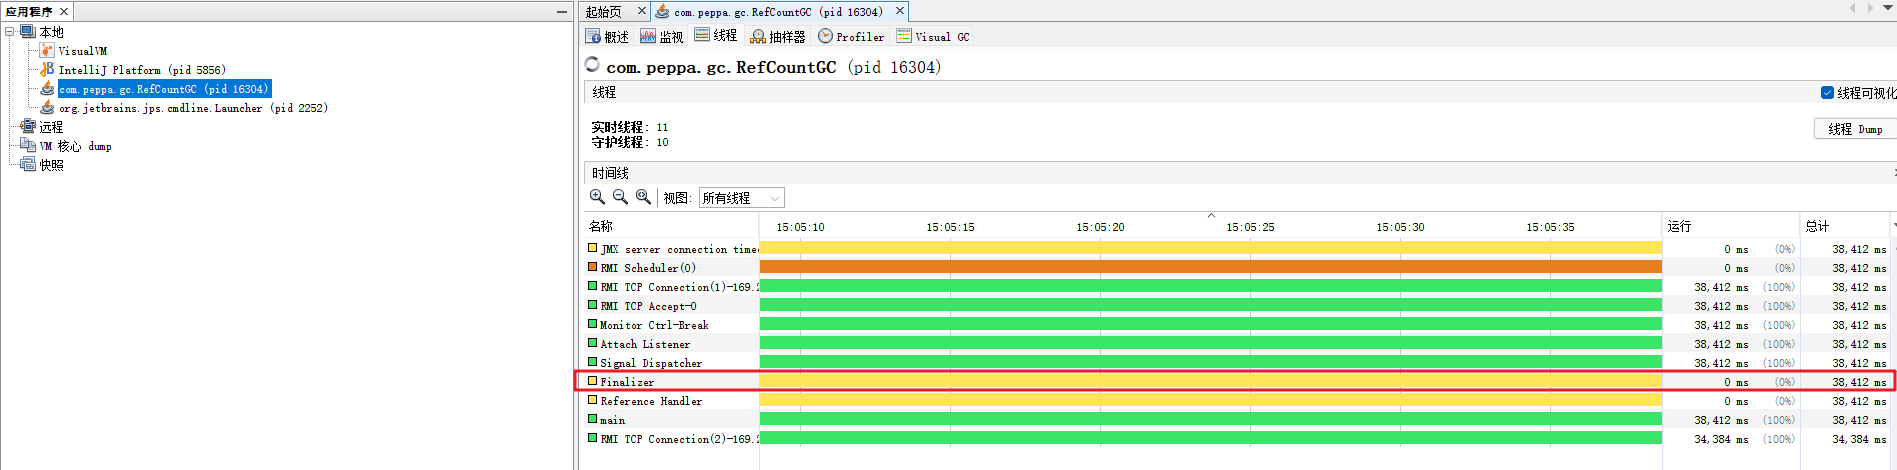 应用程序
本地
VisualVM
IntelliJ Platform (pid 5856)
com.peppa.gc.RefCountGC (pid 16304)
org.jetbrains.jps.cmdline.Launcher (pid 2252)
远程
VM 核心 dump
快照
起始页 com.peppa.gc.RefCountGC (pid 16304)
概述 监视 线程 抽样器 Profiler Visual GC
com.peppa.gc.RefCountGC (pid 16304)
线程 线程可视化
实时线程: 11
守护线程: 10
线程 Dump
时间线
视图: 所有线程
名称 15:05:10 15:05:15 15:05:20 15:05:25 15:05:30 15:05:35 运行 总计
JMX server connection time 0 ms (0%) 38,412 ms
RMI Scheduler(0) 0 ms (0%) 38,412 ms
RMI TCP Connection(1)-169.2 38,412 ms (100%) 38,412 ms
RMI TCP Accept-0 38,412 ms (100%) 38,412 ms
Monitor Ctrl-Break 38,412 ms (100%) 38,412 ms
Attach Listener 38,412 ms (100%) 38,412 ms
Signal Dispatcher 38,412 ms (100%) 38,412 ms
Finalizer 0 ms (0%) 38,412 ms
Reference Handler 0 ms (0%) 38,412 ms
main 38,412 ms (100%) 38,412 ms
RMI TCP Connection(2)-169.2 34,384 ms (100%) 34,384 ms